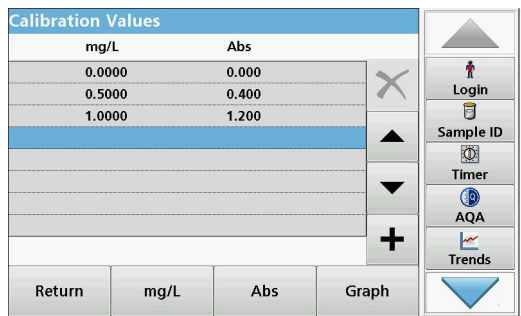 Calibration Values
mg/L Abs
0.0000 0.000
0.5000 0.400
1.0000 1.200
Return mg/L Abs Graph
Login
Sample ID
Timer
AQA
Trends